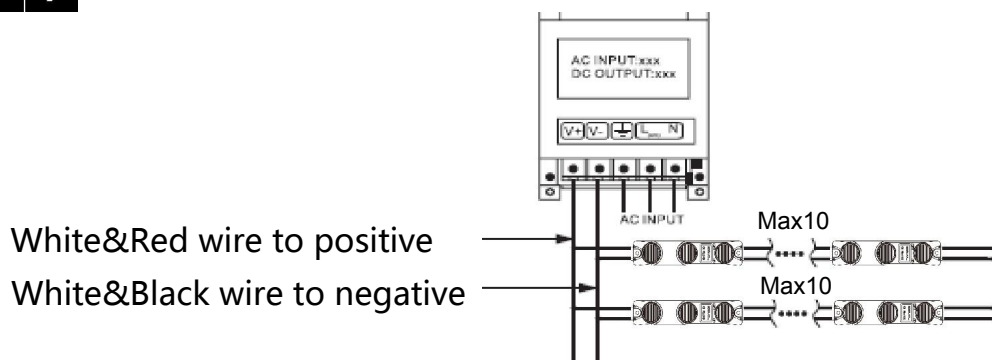 AC INPUT:xxx
DC OUTPUT:xxx
V+ V- L N
AC INPUT
White&Red wire to positive
Max10
White&Black wire to negative
Max10